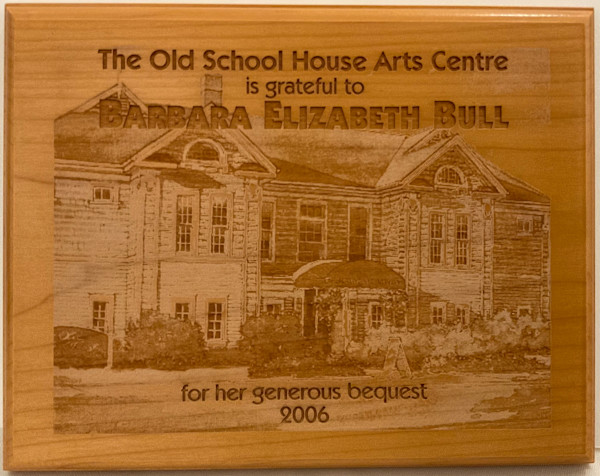 The Old School House Arts Centre
is grateful to
BARBARA ELIZABETH BULL
for her generous bequest
2006